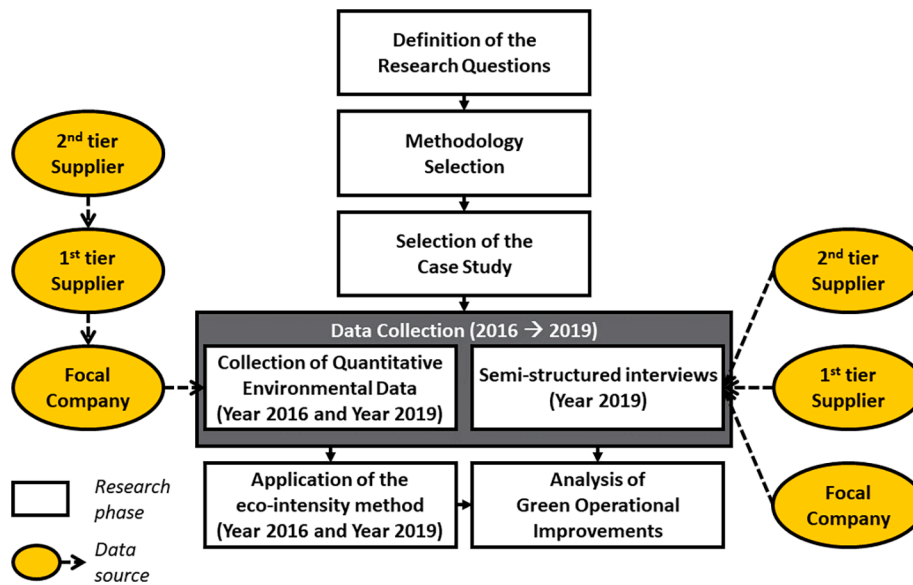 Definition of the
Research Questions
Methodology
Selection
Selection of the
Case Study
2nd tier
Supplier
1st tier
Supplier
Focal
Company
Data Collection (2016 → 2019)
Collection of Quantitative
Environmental Data
(Year 2016 and Year 2019)
Semi-structured interviews
(Year 2019)
2nd tier
Supplier
1st tier
Supplier
Focal
Company
Application of the
eco-intensity method
(Year 2016 and Year 2019)
Analysis of
Green Operational
Improvements
Research
phase
Data
source